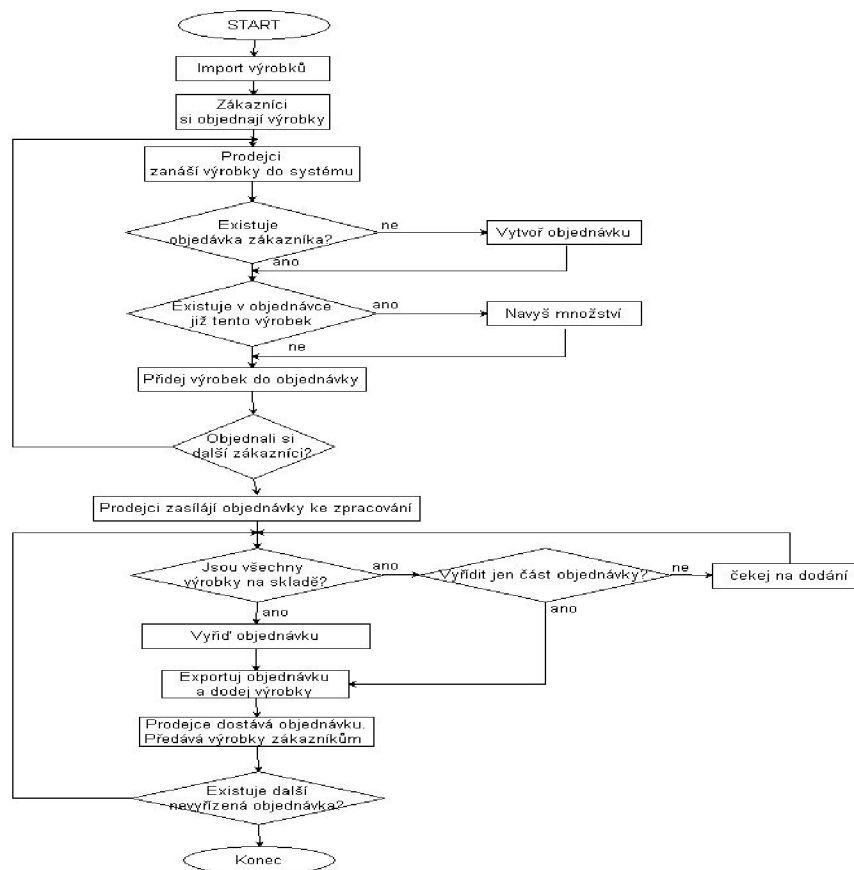 START
Import výrobků
Zákazníci
si objednají výrobky
Prodejci
zanáší výrobky do systému
Existuje
objedávka zákazníka?
ne
Vytvoř objednávku
ano
Existuje v objednávce
již tento výrobek
ano
Navyš množství
ne
Přidej výrobek do objednávky
Objednali si
další zákazníci?
Prodejci zasílájí objednávky ke zpracování
Jsou všechny
výrobky na skladě?
ano
Vyřídit jen část objednávky?
ne
čekej na dodání
ano
ano
Vyřiď objednávku
Exportuj objednávku
a dodej výrobky
Prodejce dostává objednávku.
Předává výrobky zákazníkům
Existuje další
nevyřízená objednávka?
Konec